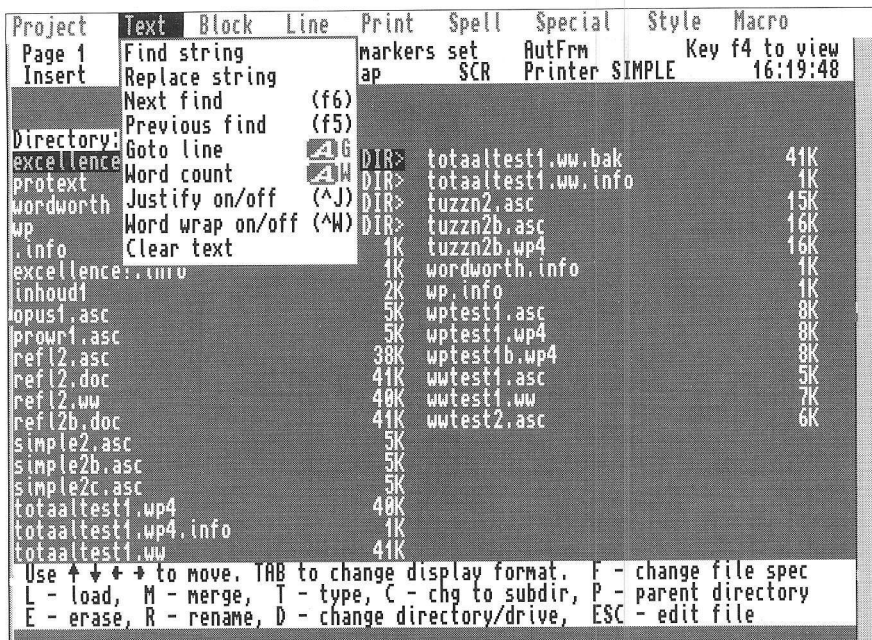 Project Text Block Line Print Spell Special Style Macro
Page 1 markers set AutFrm Key f4 to view
Insert ap SCR Printer SIMPLE 16:19:48
Find string
Replace string
Next find (f6)
Previous find (f5)
Goto line A G
Word count A W
Justify on/off (^J)
Word wrap on/off (^W)
Clear text
Directory:
excellence DIR> totaaltest1.ww.bak 41K
protext DIR> totaaltest1.ww.info 1K
wordworth DIR> tuzzn2.asc 15K
wp DIR> tuzzn2b.asc 16K
.info 1K tuzzn2b.wp4 16K
excellence!.info 1K wordworth.info 1K
inhoud1 2K wp.info 1K
opus1.asc 5K wptest1.asc 8K
prowr1.asc 5K wptest1.wp4 8K
refl2.asc 38K wptest1b.wp4 8K
refl2.doc 41K wwtest1.asc 5K
refl2.ww 40K wwtest1.ww 7K
refl2b.doc 41K wwtest2.asc 6K
simple2.asc 5K
simple2b.asc 5K
simple2c.asc 5K
totaaltest1.wp4 40K
totaaltest1.wp4.info 1K
totaaltest1.ww 41K
Use ↑ ↓ ← → to move. TAB to change display format. F - change file spec
L - load, M - merge, T - type, C - chg to subdir, P - parent directory
E - erase, R - rename, D - change directory/drive, ESC - edit file